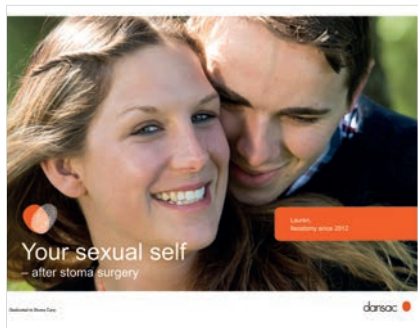 Lauren,
Ileostomy since 2012
Your sexual self
– after stoma surgery
Dedicated to Stoma Care
dansac